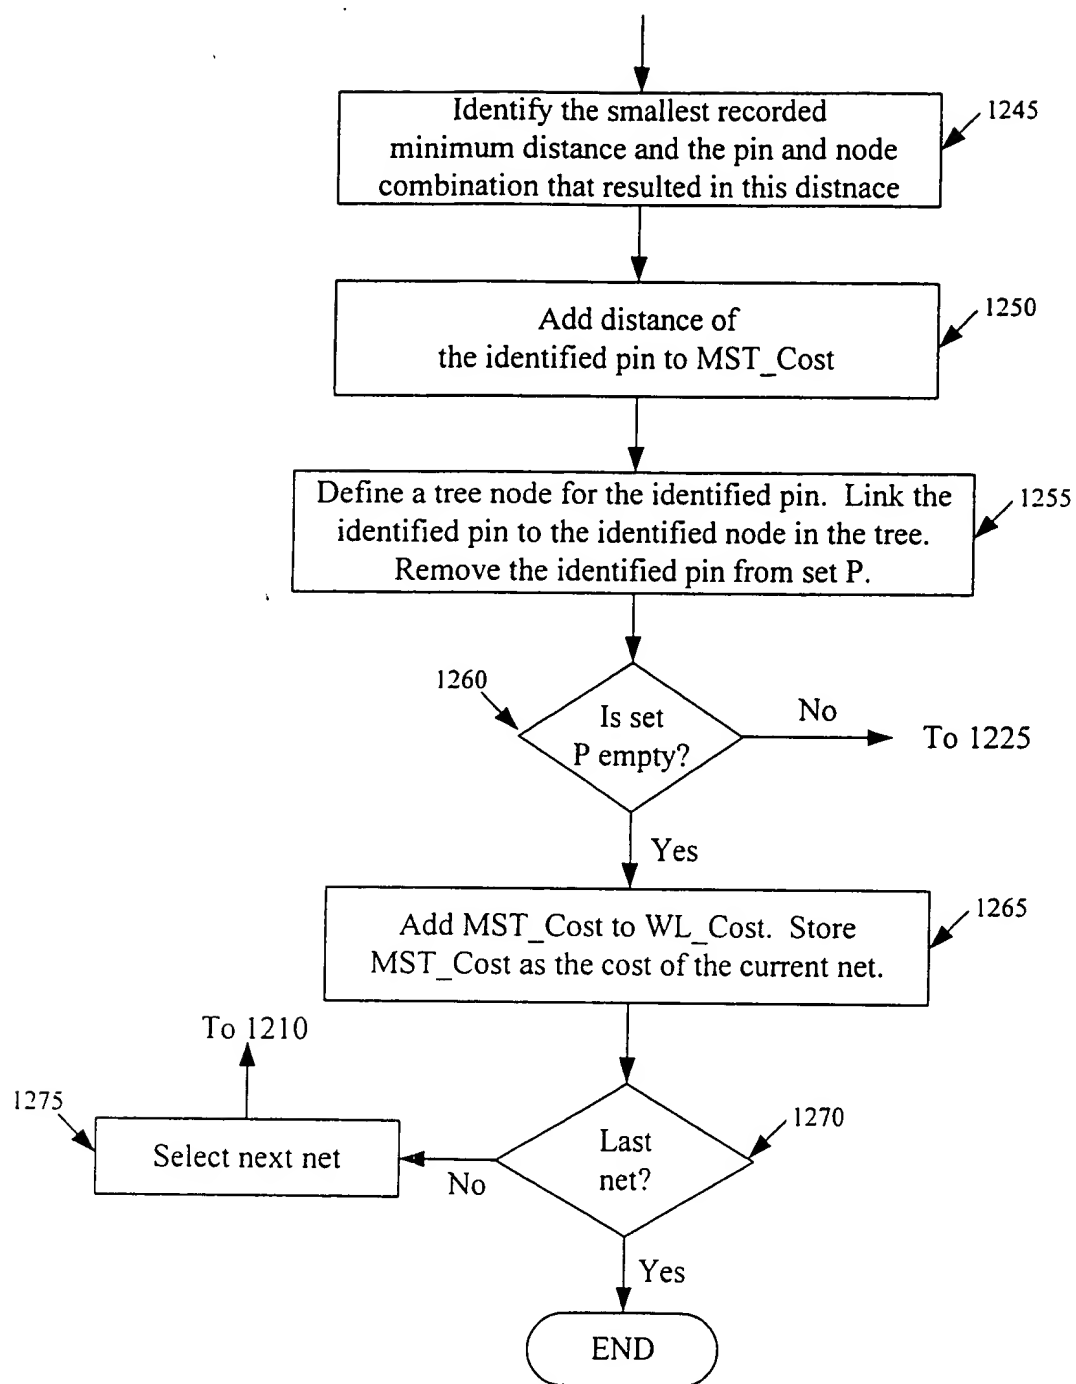 Identify the smallest recorded
minimum distance and the pin and node
combination that resulted in this distnace
1245
Add distance of
the identified pin to MST_Cost
1250
Define a tree node for the identified pin. Link the
identified pin to the identified node in the tree.
Remove the identified pin from set P.
1255
1260
Is set
P empty?
No
To 1225
Yes
Add MST_Cost to WL_Cost. Store
MST_Cost as the cost of the current net.
1265
To 1210
1275
Select next net
No
Last
net?
1270
Yes
END